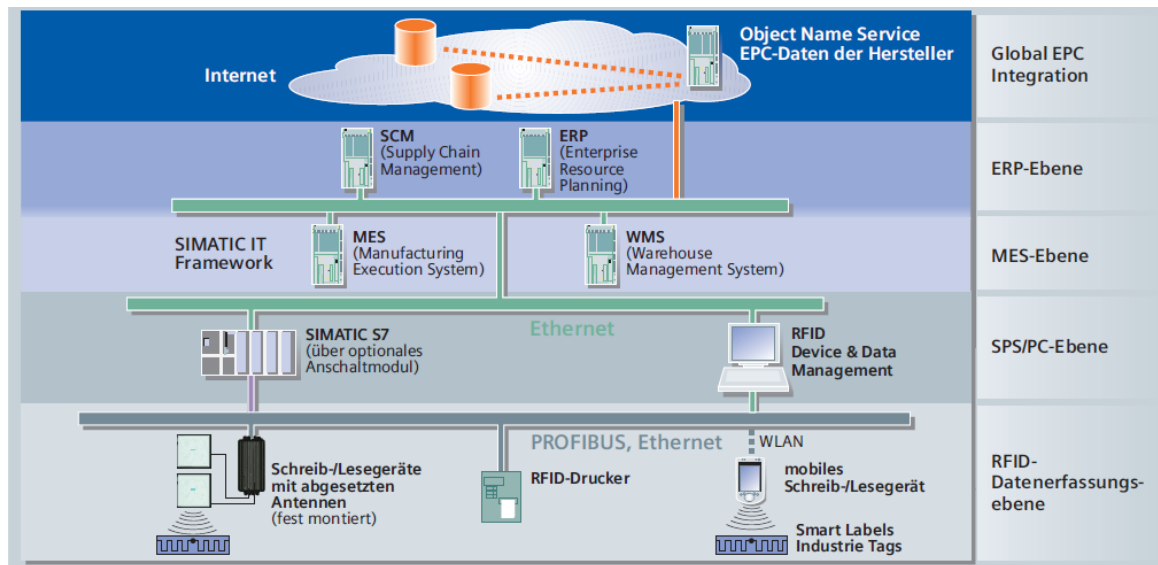 Internet
Object Name Service
EPC-Daten der Hersteller
Global EPC
Integration
SCM
(Supply Chain
Management)
ERP
(Enterprise
Resource
Planning)
ERP-Ebene
SIMATIC IT
Framework
MES
(Manufacturing
Execution System)
WMS
(Warehouse
Management System)
MES-Ebene
Ethernet
SIMATIC S7
(über optionales
Anschaltmodul)
RFID
Device & Data
Management
SPS/PC-Ebene
PROFIBUS, Ethernet
WLAN
Schreib-/Lesegeräte
mit abgesetzten
Antennen
(fest montiert)
RFID-Drucker
mobiles
Schreib-/Lesegerät
Smart Labels
Industrie Tags
RFID-
Datenerfassungs-
ebene